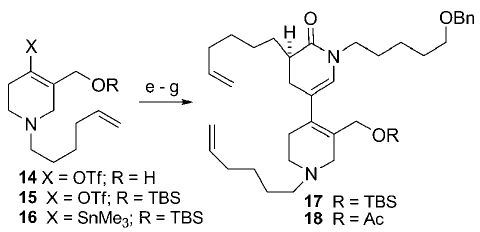 O
OBn
H
N
X
OR
N
e - g
OR
N
14 X = OTf; R = H
15 X = OTf; R = TBS
16 X = SnMe3; R = TBS
17 R = TBS
18 R = Ac